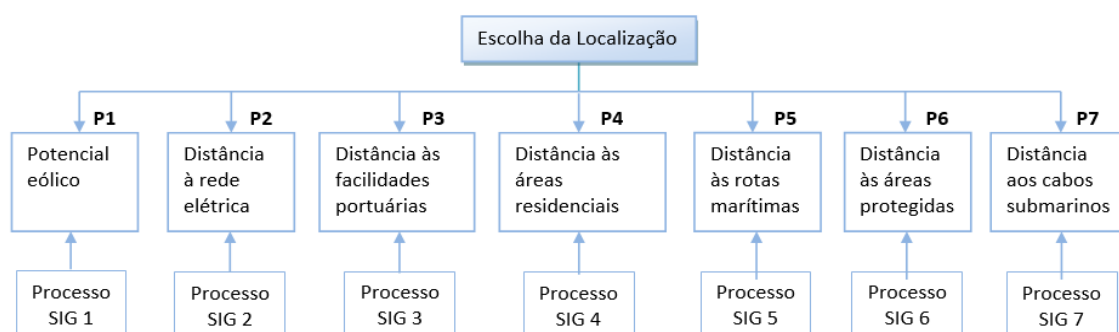 Escolha da Localização
P1
Potencial
eólico
P2
Distância
à rede
elétrica
P3
Distância às
facilidades
portuárias
P4
Distância às
áreas
residenciais
P5
Distância
às rotas
marítimas
P6
Distância
às áreas
protegidas
P7
Distância
aos cabos
submarinos
Processo
SIG 1
Processo
SIG 2
Processo
SIG 3
Processo
SIG 4
Processo
SIG 5
Processo
SIG 6
Processo
SIG 7